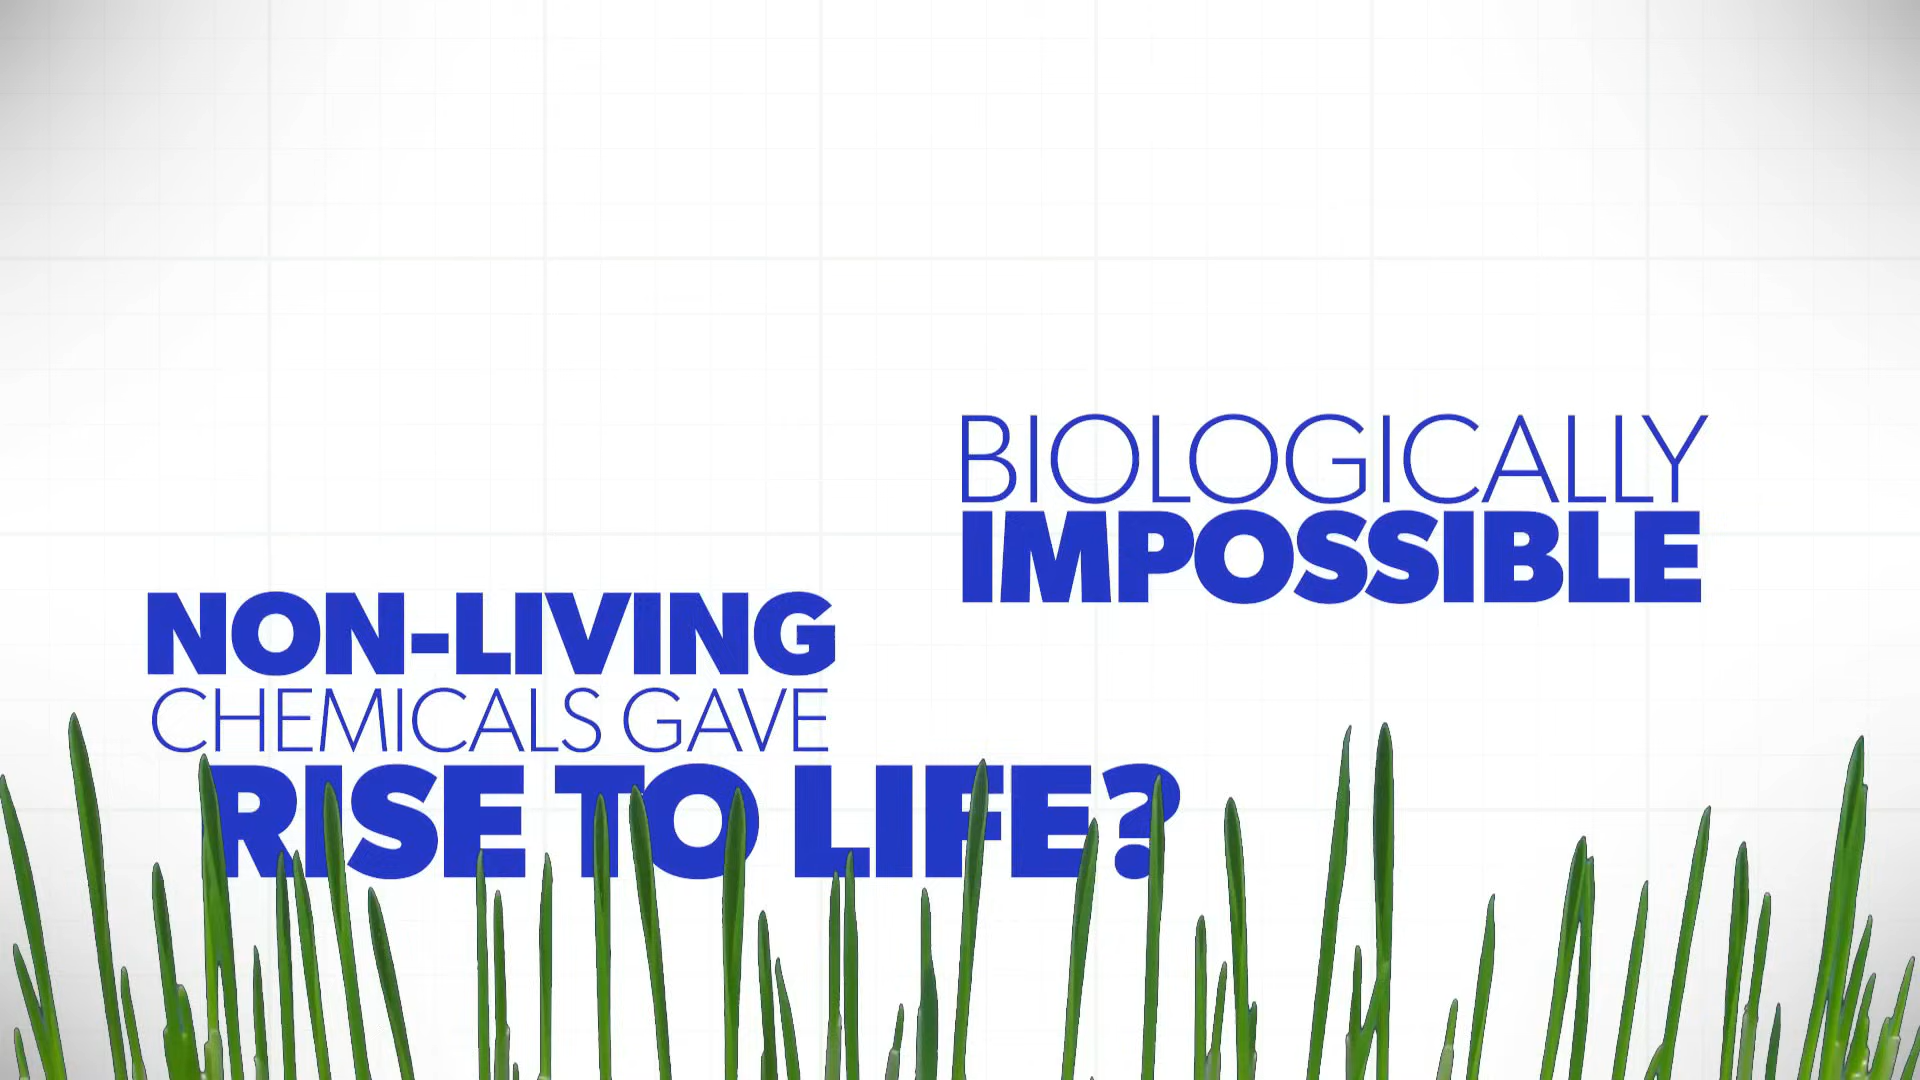 BIOLOGICALLY
IMPOSSIBLE
NON-LIVING
CHEMICALS GAVE
RISE TO LIFE?